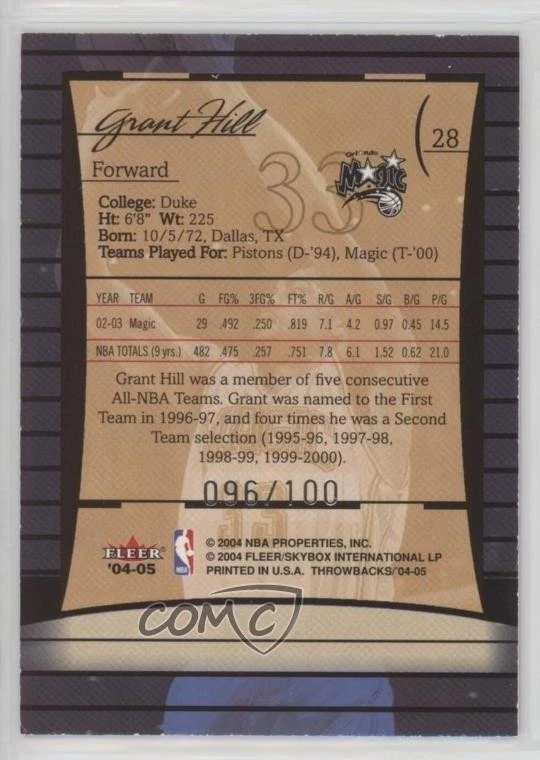 Grant Hill
28
33
Orlando
Magic
Forward
College: Duke
Ht: 6'8" Wt: 225
Born: 10/5/72, Dallas, TX
Teams Played For: Pistons (D-'94), Magic (T-'00)
YEAR TEAM G FG% 3FG% FT% R/G A/G S/G B/G P/G
02-03 Magic 29 .492 .250 .819 7.1 4.2 0.97 0.45 14.5
NBA TOTALS (9 yrs.) 482 .475 .257 .751 7.8 6.1 1.52 0.62 21.0
Grant Hill was a member of five consecutive
All-NBA Teams. Grant was named to the First
Team in 1996-97, and four times he was a Second
Team selection (1995-96, 1997-98,
1998-99, 1999-2000).
096/100
FLEER
'04-05
NBA
© 2004 NBA PROPERTIES, INC.
© 2004 FLEER/SKYBOX INTERNATIONAL LP
PRINTED IN U.S.A. THROWBACKS/'04-05
COMC